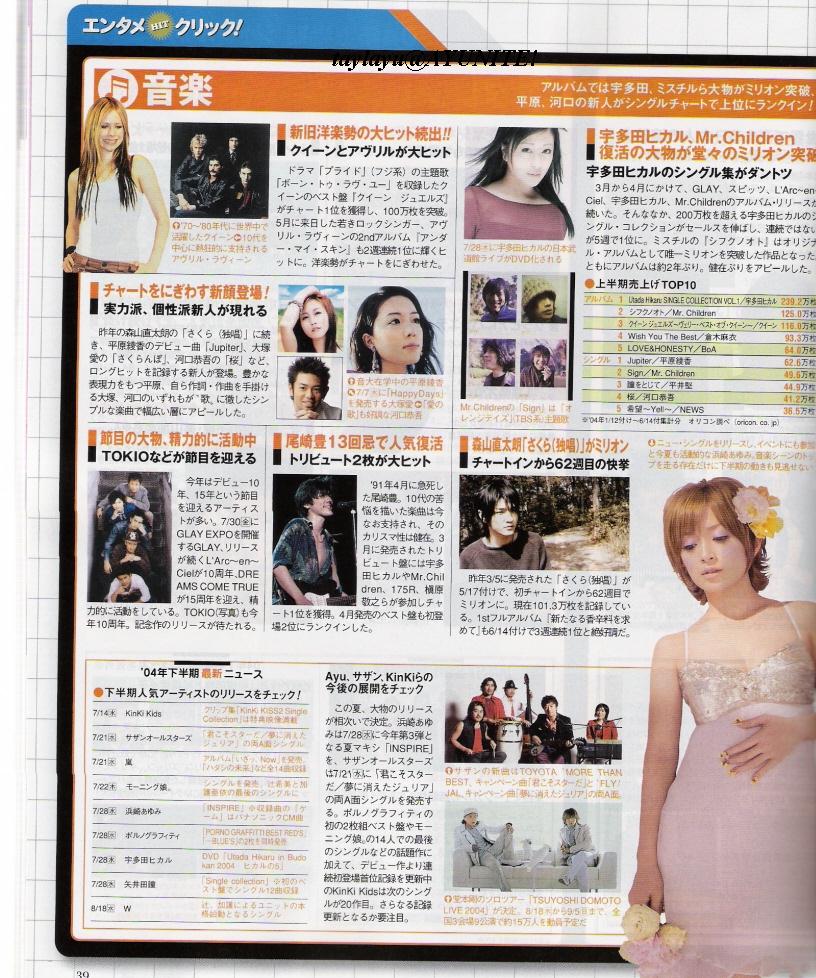 エンタメ HIT クリック!
taylayu@AYUNITE!
音楽
アルバムでは宇多田、ミスチルら大物がミリオン突破、
平原、河口の新人がシングルチャートで上位にランクイン!
新旧洋楽勢の大ヒット続出!!
クイーンとアヴリルが大ヒット
ドラマ「プライド」(フジ系)の主題歌
「ボーン・トゥ・ラヴ・ユー」を収録したク
イーンのベスト盤『クイーン ジュエルズ』
がチャート1位を獲得し、100万枚を突破。
5月に来日した若きロックシンガー、アヴ
リル・ラヴィーンの2ndアルバム『アンダ
ー・マイ・スキン』も2週連続1位輝くヒ
ットに。洋楽勢がチャートをにぎわせた。
'70〜'80年代に世界中で
活躍したクイーン 10代を
中心に熱狂的に支持される
アヴリル・ラヴィーン
7/28㊌に宇多田ヒカルの日本武
道館ライブがDVD化される
宇多田ヒカル、Mr.Children
復活の大物が堂々のミリオン突破
宇多田ヒカルのシングル集がダントツ
3月から4月にかけて、GLAY、スピッツ、L'Arc~en~
Ciel、宇多田ヒカル、Mr.Childrenのアルバム・リリースが
続いた。そんななか、200万枚を超える宇多田ヒカルのシ
ングル・コレクションがセールスを伸ばし、連続ではない
が5週で1位に。ミスチルの『シフクノオト』はオリジナ
ル・アルバムとして唯一ミリオンを突破した作品となった。
ともにアルバムは約2年ぶり。健在ぶりをアピールした。
●上半期売上げTOP10
アルバム 1 Utada Hikaru SINGLE COLLECTION VOL.1/宇多田ヒカル 239.2万枚
2 シフクノオト/Mr. Children 125.0万枚
3 クイーン ジュエルズ〜ヴェリー・ベスト・オブ・クイーン〜/クイーン 116.0万枚
4 Wish You The Best/倉木麻衣 93.3万枚
5 LOVE&HONESTY/BoA 64.0万枚
シングル 1 Jupiter/平原綾香 62.6万枚
2 Sign/Mr. Children 49.6万枚
3 瞳をとじて/平井堅 44.9万枚
4 桜/河口恭吾 41.2万枚
5 希望〜Yell〜/NEWS 36.5万枚
※'04年1/12付け〜6/14付集計分 オリコン調べ(oricon. co. jp)
チャートをにぎわす新顔登場!
実力派、個性派新人が現れる
昨年の森山直太朗の「さくら(独唱)」に続
き、平原綾香のデビュー曲「Jupiter」、大塚
愛の「さくらんぼ」、河口恭吾の「桜」など、
ロングヒットを記録する新人が登場。豊かな
表現力をもつ平原、自ら作詞・作曲を手掛け
る大塚、河口のいずれもが〝歌〟に徹したシン
プルな楽曲で幅広い層にアピールした。
音大在学中の平原綾香
7/7㊌に「HappyDays」
を発売する大塚愛 「愛の
歌」も好調な河口恭吾
Mr.Childrenの「Sign」は『オ
レンジデイズ』(TBS系)主題歌
節目の大物、精力的に活動中
TOKIOなどが節目を迎える
今年はデビュー10
年、15年という節目
を迎えるアーティス
トが多い。7/30㊎に
GLAY EXPOを開催
するGLAY、リリース
が続くL'Arc〜en〜
Cielが10周年、DRE
AMS COME TRUE
が15周年を迎え、精
力的に活動をしている。TOKIO(写真)も今
年10周年。記念作のリリースが待たれる。
尾崎豊13回忌で人気復活
トリビュート2枚が大ヒット
'91年4月に急死し
た尾崎豊。10代の苦
悩を描いた楽曲は今
なお支持され、その
カリスマ性は健在。3
月に発売されたトリ
ビュート盤には宇多
田ヒカルやMr.Chil
dren、175R、槇原
敬之らが参加しチャ
ート1位を獲得。4月発売のベスト盤も初登
場2位にランクインした。
森山直太朗「さくら(独唱)」がミリオン
チャートインから62週目の快挙
昨年3/5に発売された「さくら(独唱)」が
5/17付けで、初チャートインから62週目で
ミリオンに。現在101.3万枚を記録してい
る。1stフルアルバム『新たなる香辛料を求
めて』も6/14付けで3週連続1位と絶好調だ。
ニュー・シングルをリリースし、イベントにも参加
と今夏も活動的な浜崎あゆみ。音楽シーンのトッ
プを走る存在だけに下半期の動きも見逃せない
'04年下半期 最新 ニュース
●下半期人気アーティストのリリースをチェック!
7/14㊌ KinKi Kids クリップ集『KinKi KISS2 Single
Collection』は特典映像満載
7/21㊌ サザンオールスターズ 「君こそスターだ/夢に消えた
ジュリア」の両A面シングル
7/21㊌ 嵐 アルバム『いざッ、Now』を発売。
「ハダシの未来」など全14曲収録
7/22㊍ モーニング娘。 シングルを発売。辻希美と加
護亜依の最後のシングルに
7/28㊌ 浜崎あゆみ 「INSPIRE」※収録曲の「ゲ
ーム」はパナソニックCM曲
7/28㊌ ポルノグラフィティ 『PORNO GRAFFITTI BEST RED'S』
『〜BLUE'S』の2枚を同時発売
7/28㊌ 宇多田ヒカル DVD『Utada Hikaru in Budo
kan 2004 ヒカルの5』
7/28㊌ 矢井田瞳 『Single collection』※初のベ
スト盤でシングル12曲収録
8/18㊌ W 辻、加護によるユニットの本
格始動となるシングル
Ayu、サザン、KinKiらの
今後の展開をチェック
この夏、大物のリリース
が相次いで決定。浜崎あゆ
みは7/28㊌に今年第3弾と
なる夏マキシ「INSPIRE」
を、サザンオールスターズ
は7/21㊌に「君こそスター
だ/夢に消えたジュリア」
の両A面シングルを発売す
る。ポルノグラフィティの
初の2枚組ベスト盤やモー
ニング娘。の14人での最後
のシングルなどの話題作に
加えて、デビュー作より連
続初登場首位記録を更新中
のKinKi Kidsは次のシング
ルが20作目。さらなる記録
更新となるか要注目。
サザンの新曲はTOYOTA「MORE THAN
BEST」キャンペーン曲「君こそスターだ」と「FLY!
JAL」キャンペーン曲「夢に消えたジュリア」の両A面。
堂本剛のソロツアー「TSUYOSHI DOMOTO
LIVE 2004」が決定。8/18㊌から9/5㊐まで、全
国3会場9公演で約15万人を動員予定だ
39